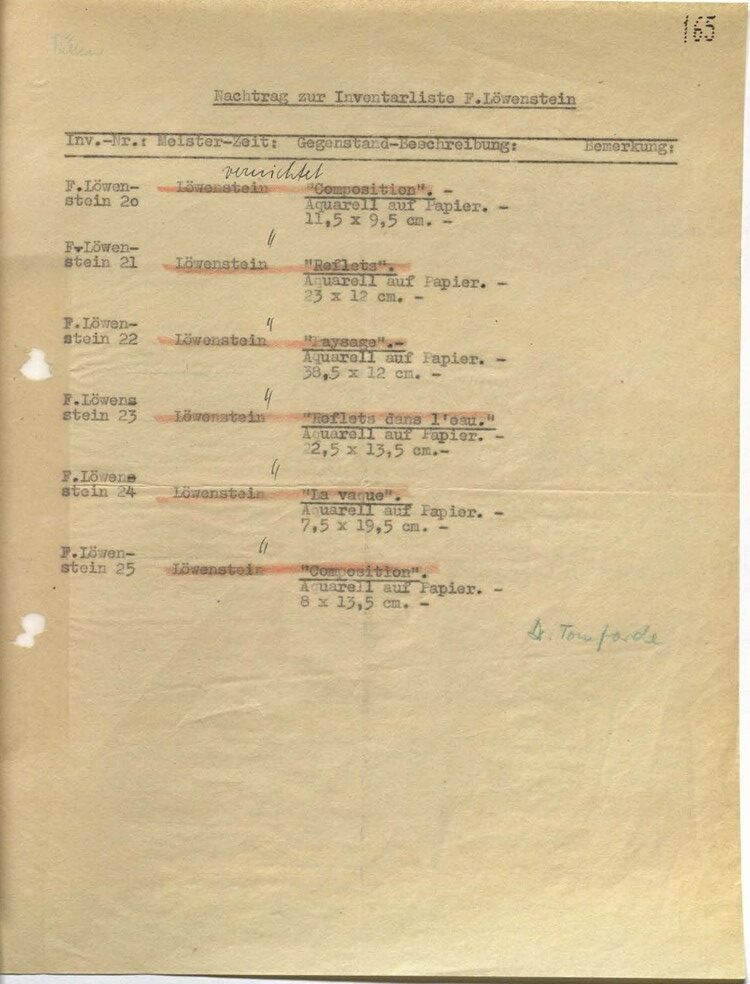 165
Nachtrag zur Inventarliste F.Löwenstein
Inv.-Nr.: Meister-Zeit: Gegenstand-Beschreibung: Bemerkung:
vernichtet
F.Löwen- Löwenstein "Composition". -
stein 20 Aquarell auf Papier. -
11,5 x 9,5 cm. -
"
F.Löwen-
stein 21 Löwenstein "Reflets".
Aquarell auf Papier. -
23 x 12 cm. -
F.Löwen- "
stein 22 Löwenstein "Paysage".-
Aquarell auf Papier. -
38,5 x 12 cm. -
F.Löwens "
stein 23 Löwenstein "Reflets dans l'eau."
Aquarell auf Papier. -
22,5 x 13,5 cm.-
F.Löwens "
stein 24 Löwenstein "La vague".
Aquarell auf Papier. -
7,5 x 19,5 cm. -
F.Löwen- "
stein 25 Löwenstein "Composition".
Aquarell auf Papier. -
8 x 13,5 cm. -
Dr. Tomforde